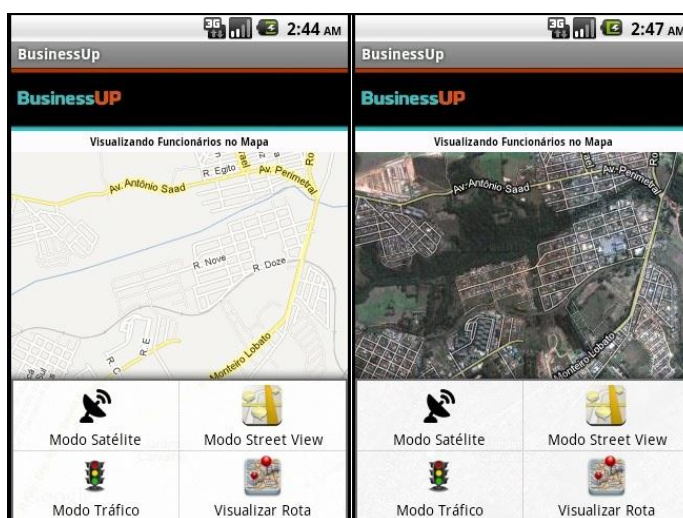 3G 2:44 AM
BusinessUp
BusinessUP
Visualizando Funcionários no Mapa
R. Egito
Av. Perimetral
Av. Antônio Saad
R. Nove
R. Doze
R. E
Monteiro Lobato
Modo Satélite
Modo Street View
Modo Tráfico
Visualizar Rota
3G 2:47 AM
BusinessUp
BusinessUP
Visualizando Funcionários no Mapa
Av. Perimetral
Av. Antônio Saad
Monteiro Lobato
Modo Satélite
Modo Street View
Modo Tráfico
Visualizar Rota